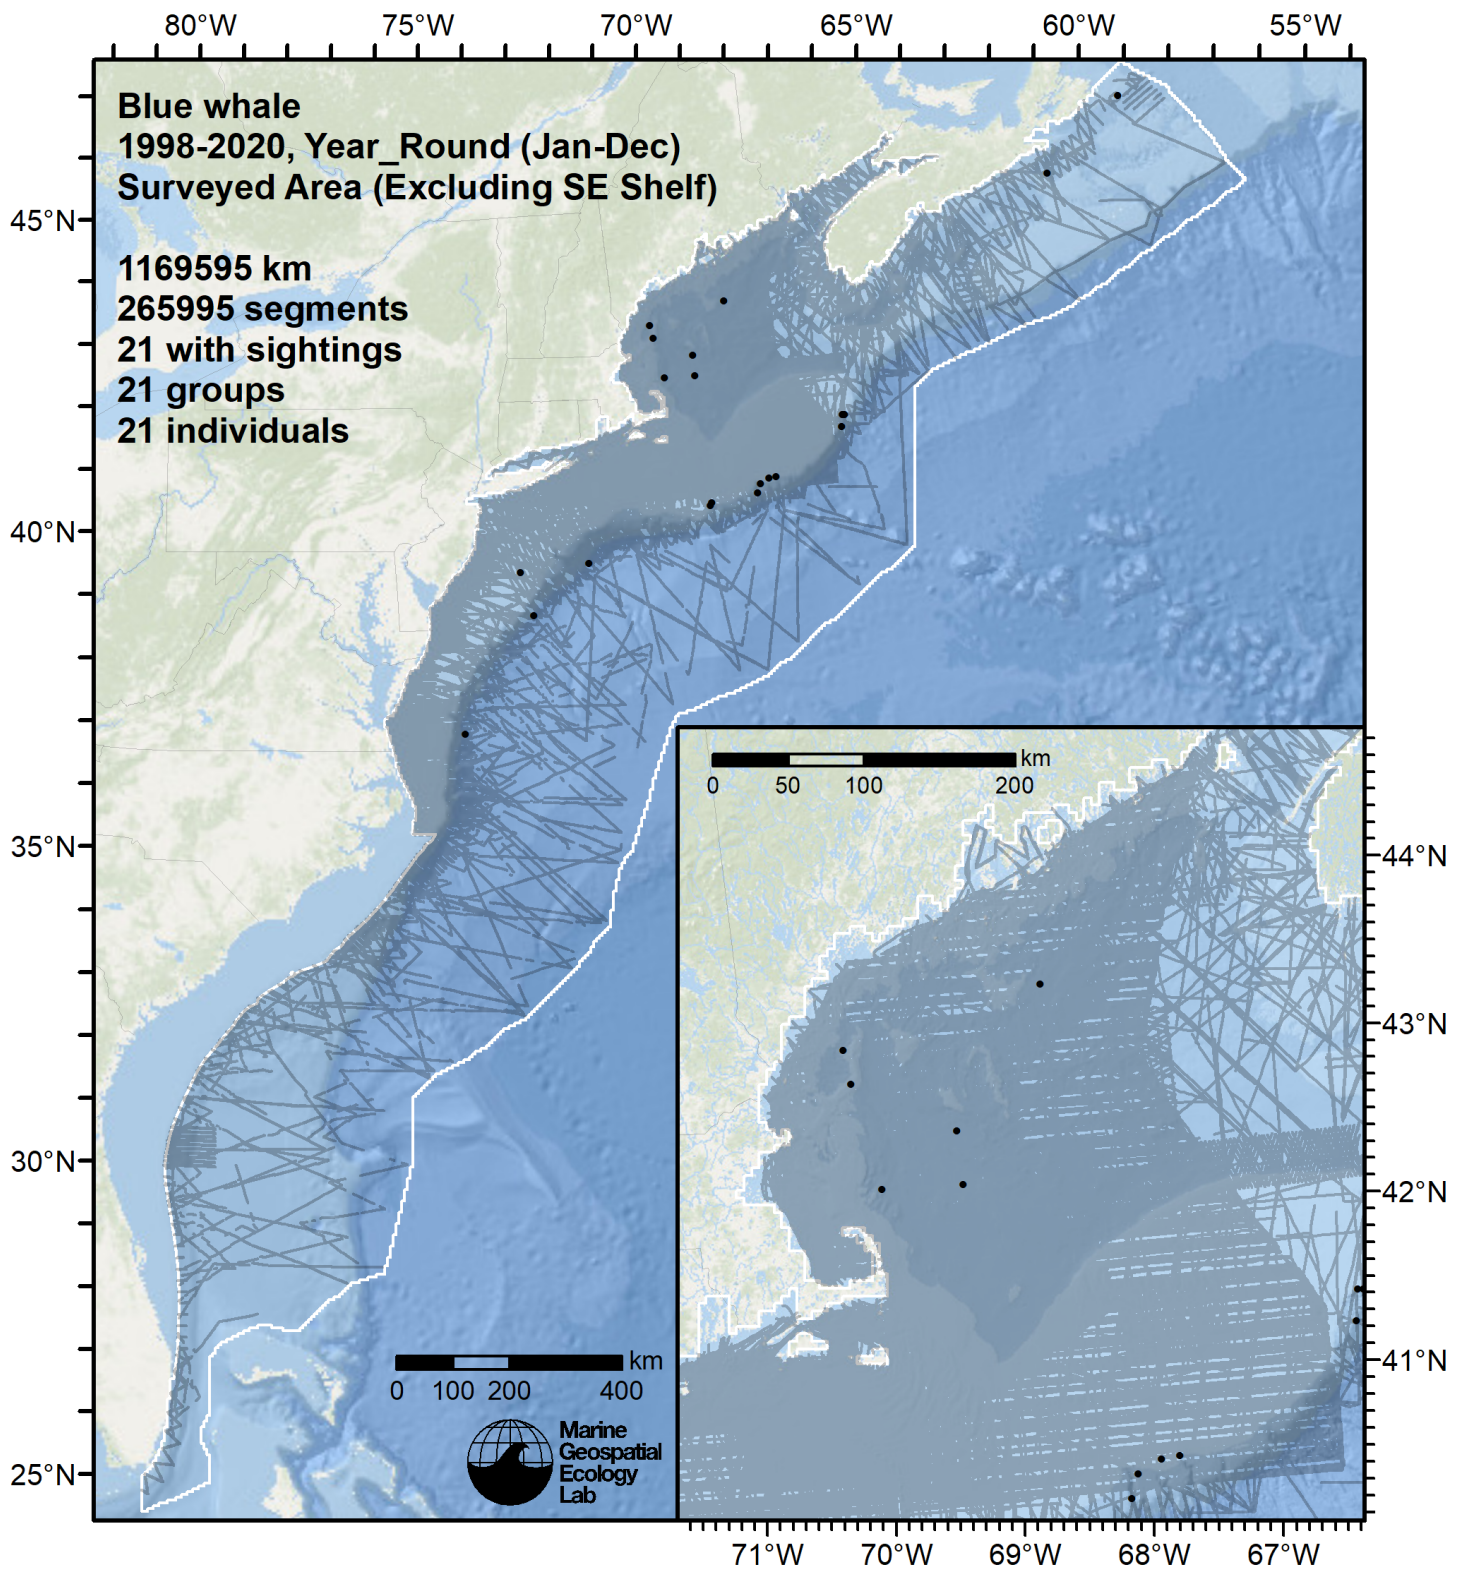 80°W 75°W 70°W 65°W 60°W 55°W
Blue whale
1998-2020, Year_Round (Jan-Dec)
Surveyed Area (Excluding SE Shelf)
45°N
1169595 km
265995 segments
21 with sightings
21 groups
21 individuals
40°N
35°N
30°N
25°N
km
0 100 200 400
Marine
Geospatial
Ecology
Lab
km
0 50 100 200
44°N
43°N
42°N
41°N
71°W 70°W 69°W 68°W 67°W